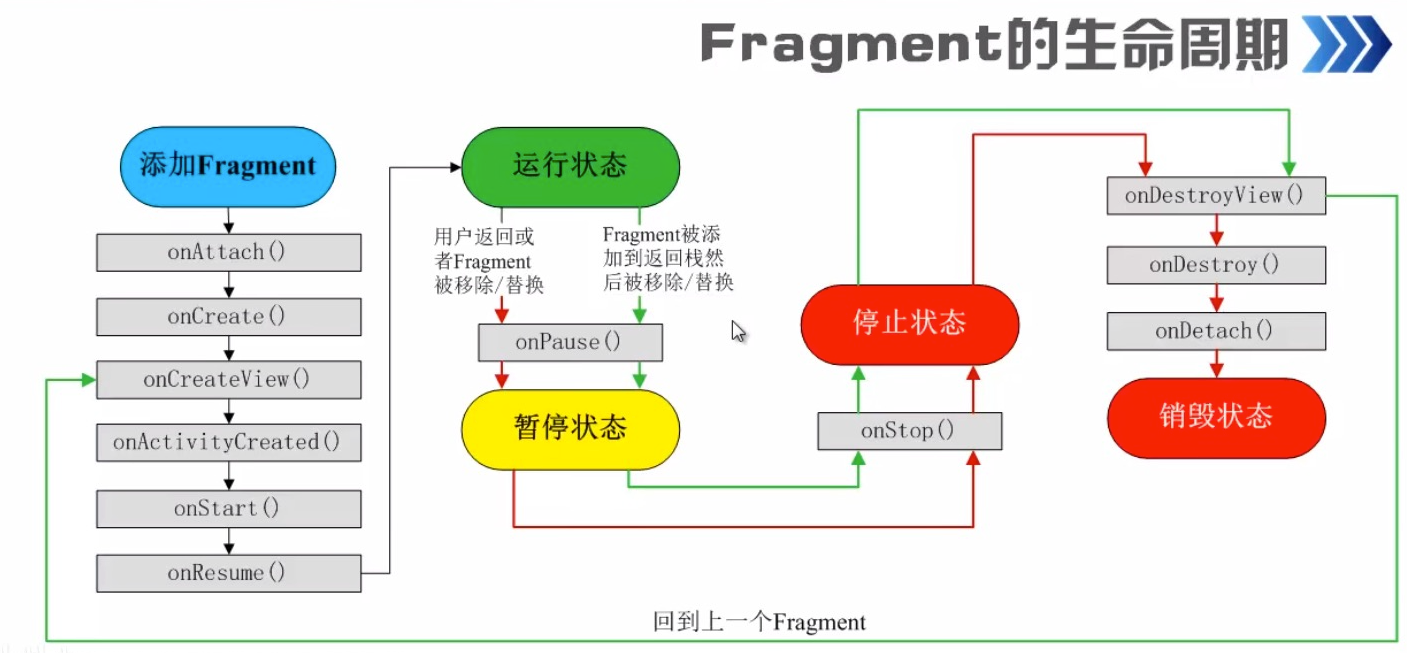 Fragment的生命周期
添加Fragment
onAttach()
onCreate()
onCreateView()
onActivityCreated()
onStart()
onResume()
运行状态
用户返回或
者Fragment
被移除/替换
Fragment被添
加到返回栈然
后被移除/替换
onPause()
暂停状态
停止状态
onStop()
onDestroyView()
onDestroy()
onDetach()
销毁状态
回到上一个Fragment